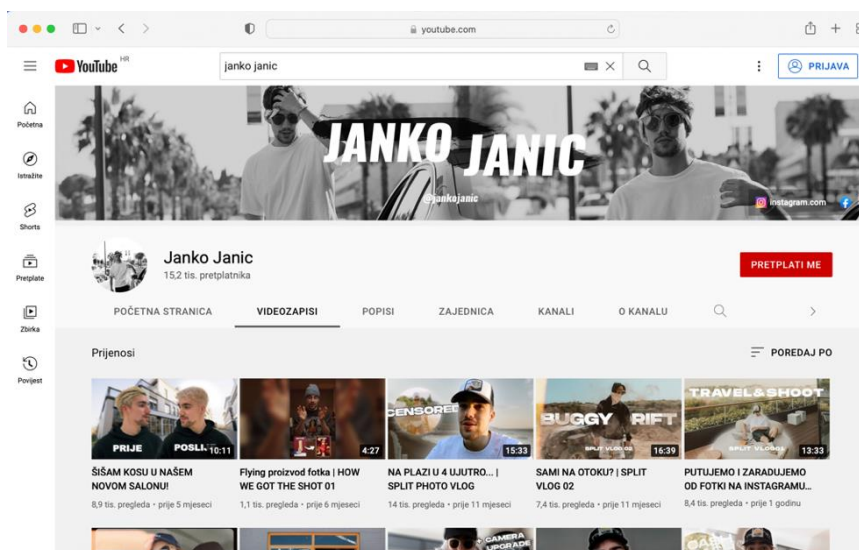 youtube.com
YouTube HR
janko janic
PRIJAVA
Početna
Istražite
Shorts
Pretplate
Zbirka
Povijest
JANKO JANIC
@jankojanic
instagram.com
Janko Janic
15,2 tis. pretplatnika
PRETPLATI ME
POČETNA STRANICA
VIDEOZAPISI
POPISI
ZAJEDNICA
KANALI
O KANALU
Prijenosi
POREDAJ PO
PRIJE
POSLI
10:11
ŠIŠAM KOSU U NAŠEM
NOVOM SALONU!
8,9 tis. pregleda • prije 5 mjeseci
4:27
Flying proizvod fotka | HOW
WE GOT THE SHOT 01
1,1 tis. pregleda • prije 6 mjeseci
CENSORED
15:33
NA PLAZI U 4 UJUTRO... |
SPLIT PHOTO VLOG
14 tis. pregleda • prije 11 mjeseci
BUGGY RIFT
SPLIT VLOG 02
16:39
SAMI NA OTOKU? | SPLIT
VLOG 02
7,4 tis. pregleda • prije 11 mjeseci
TRAVEL&SHOOT
SPLIT VLOG
13:33
PUTUJEMO I ZARADUJEMO
OD FOTKI NA INSTAGRAMU...
8,4 tis. pregleda • prije 1 godinu
+ CAMERA
UPGRADE